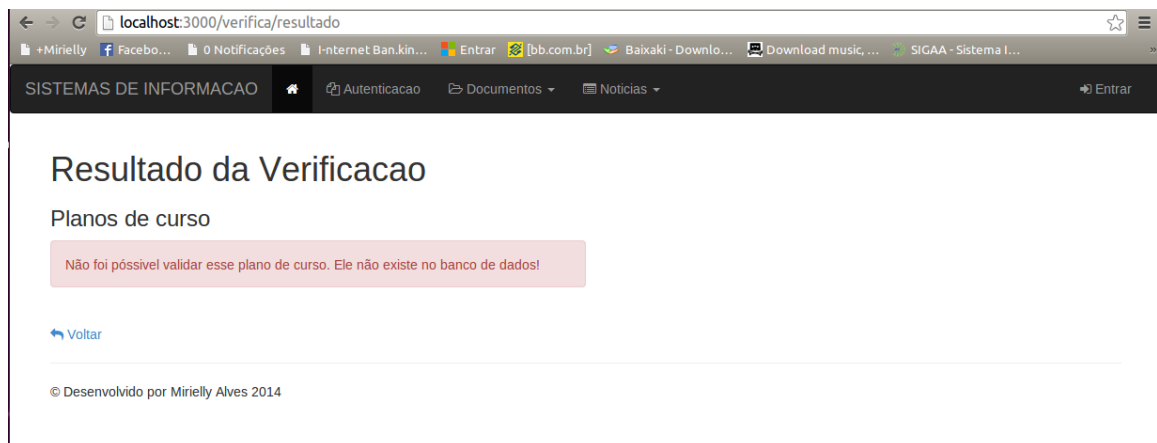 localhost:3000/verifica/resultado
+Mirielly Facebo... 0 Notificações I-nternet Ban.kin... Entrar [bb.com.br] Baixaki - Downlo... Download music, ... SIGAA - Sistema I... »
SISTEMAS DE INFORMACAO Autenticacao Documentos Noticias Entrar
Resultado da Verificacao
Planos de curso
Não foi póssivel validar esse plano de curso. Ele não existe no banco de dados!
Voltar
© Desenvolvido por Mirielly Alves 2014